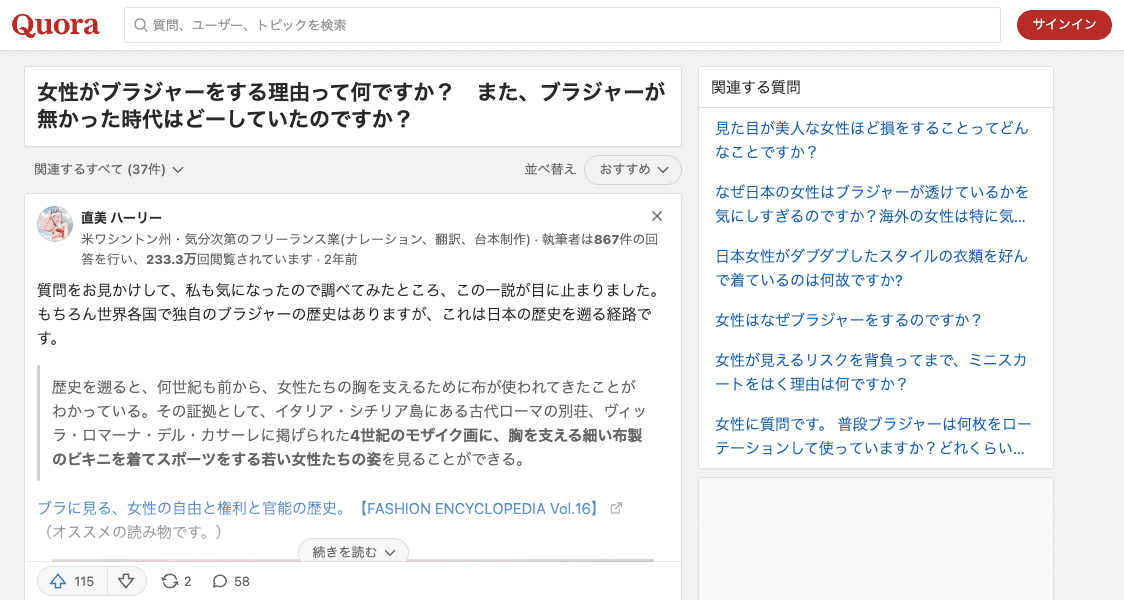 Quora
質問、ユーザー、トピックを検索
サインイン
女性がブラジャーをする理由って何ですか？　また、ブラジャーが
無かった時代はどーしていたのですか？
関連するすべて (37件)
並べ替え
おすすめ
直美 ハーリー
米ワシントン州・気分次第のフリーランス業(ナレーション、翻訳、台本制作) · 執筆者は867件の回
答を行い、233.3万回閲覧されています · 2年前
質問をお見かけして、私も気になったので調べてみたところ、この一説が目に止まりました。
もちろん世界各国で独自のブラジャーの歴史はありますが、これは日本の歴史を遡る経路で
す。
歴史を遡ると、何世紀も前から、女性たちの胸を支えるために布が使われてきたことが
わかっている。その証拠として、イタリア・シチリア島にある古代ローマの別荘、ヴィッ
ラ・ロマーナ・デル・カサーレに掲げられた4世紀のモザイク画に、胸を支える細い布製
のビキニを着てスポーツをする若い女性たちの姿を見ることができる。
ブラに見る、女性の自由と権利と官能の歴史。【FASHION ENCYCLOPEDIA Vol.16】
（オススメの読み物です。）
続きを読む
115
2
58
関連する質問
見た目が美人な女性ほど損をすることってどん
なことですか？
なぜ日本の女性はブラジャーが透けているかを
気にしすぎるのですか？海外の女性は特に気...
日本女性がダブダブしたスタイルの衣類を好ん
で着ているのは何故ですか?
女性はなぜブラジャーをするのですか？
女性が見えるリスクを背負ってまで、ミニスカ
ートをはく理由は何ですか？
女性に質問です。 普段ブラジャーは何枚をロー
テーションして使っていますか？どれくらい...